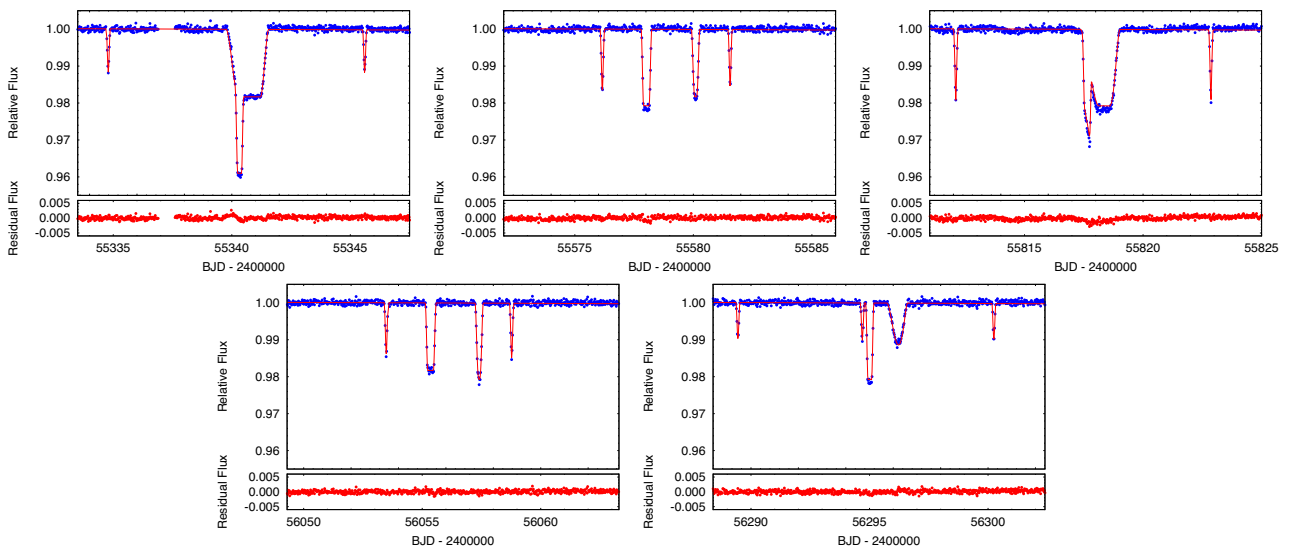 1.00
0.99
0.98
0.97
0.96
Relative Flux
0.005
0.000
-0.005
Residual Flux
55335 55340 55345
BJD - 2400000
1.00
0.99
0.98
0.97
0.96
Relative Flux
0.005
0.000
-0.005
Residual Flux
55575 55580 55585
BJD - 2400000
1.00
0.99
0.98
0.97
0.96
Relative Flux
0.005
0.000
-0.005
Residual Flux
55815 55820 55825
BJD - 2400000
1.00
0.99
0.98
0.97
0.96
Relative Flux
0.005
0.000
-0.005
Residual Flux
56050 56055 56060
BJD - 2400000
1.00
0.99
0.98
0.97
0.96
Relative Flux
0.005
0.000
-0.005
Residual Flux
56290 56295 56300
BJD - 2400000